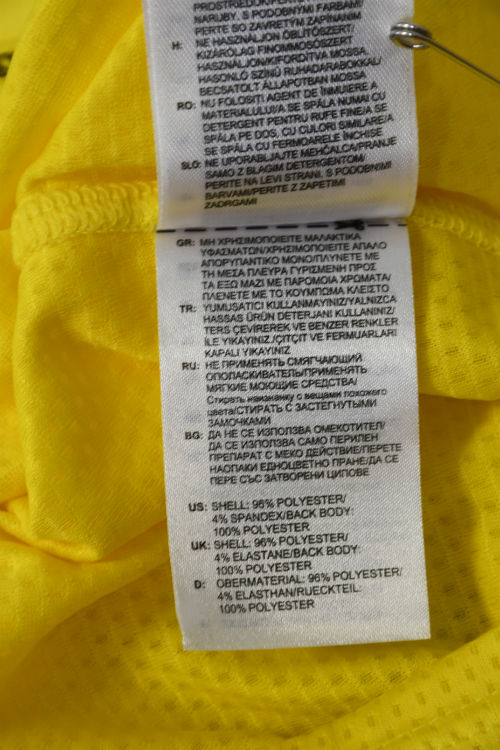 PROSTRIEDOK/PERTE
NARUBY, S PODOBNÝMI FARBAMI/
PERTE SO ZAVRETÝM ZAPÍNANÍM
H: NE HASZNÁLJON ÖBLÍTŐSZERT/
KIZÁRÓLAG FINOMMOSÓSZERT
HASZNÁLJON/KIFORDÍTVA MOSSA,
HASONLÓ SZÍNŰ RUHADARABOKKAL/
BECSATOLT ÁLLAPOTBAN MOSSA
RO: NU FOLOSITI AGENT DE ÎNMUIERE A
MATERIALULUI/A SE SPĂLA NUMAI CU
DETERGENT PENTRU RUFE FINE/A SE
SPĂLA PE DOS, CU CULORI SIMILARE/A
SE SPĂLA CU FERMOARELE ÎNCHISE
SLO: NE UPORABLJAJTE MEHČALCA/PRANJE
SAMO Z BLAGIM DETERGENTOM/
PERITE NA LEVI STRANI, S PODOBNIMI
BARVAMI/PERITE Z ZAPETIMI
ZADRGAMI
GR: ΜΗ ΧΡΗΣΙΜΟΠΟΙΕΙΤΕ ΜΑΛΑΚΤΙΚΑ
ΥΦΑΣΜΑΤΩΝ/ΧΡΗΣΙΜΟΠΟΙΕΙΤΕ ΑΠΑΛΟ
ΑΠΟΡΥΠΑΝΤΙΚΟ ΜΟΝΟ/ΠΛΥΝΕΤΕ ΜΕ
ΤΗ ΜΕΣΑ ΠΛΕΥΡΑ ΓΥΡΙΣΜΕΝΗ ΠΡΟΣ
ΤΑ ΕΞΩ ΜΑΖΙ ΜΕ ΠΑΡΟΜΟΙΑ ΧΡΩΜΑΤΑ/
ΠΛΕΝΕΤΕ ΜΕ ΤΟ ΚΟΥΜΠΩΜΑ ΚΛΕΙΣΤΟ
TR: YUMUŞATICI KULLANMAYINIZ/YALNIZCA
HASSAS ÜRÜN DETERJANI KULLANINIZ/
TERS ÇEVİREREK VE BENZER RENKLER
İLE YIKAYINIZ./ÇITÇIT VE FERMUARLARI
KAPALI YIKAYINIZ
RU: НЕ ПРИМЕНЯТЬ СМЯГЧАЮЩИЙ
ОПОЛАСКИВАТЕЛЬ/ПРИМЕНЯТЬ
МЯГКИЕ МОЮЩИЕ СРЕДСТВА/
Стирать наизнанку с вещами похожего
цвета/СТИРАТЬ С ЗАСТЕГНУТЫМИ
ЗАМОЧКАМИ
BG: ДА НЕ СЕ ИЗПОЛЗВА ОМЕКОТИТЕЛ/
ДА СЕ ИЗПОЛЗВА САМО ПЕРИЛЕН
ПРЕПАРАТ С МЕКО ДЕЙСТВИЕ/ПЕРЕТЕ
НАОПАКИ ЕДНОЦВЕТНО ПРАНЕ/ДА СЕ
ПЕРЕ СЪС ЗАТВОРЕНИ ЦИПОВЕ
US: SHELL: 96% POLYESTER/
4% SPANDEX/BACK BODY:
100% POLYESTER
UK: SHELL: 96% POLYESTER/
4% ELASTANE/BACK BODY:
100% POLYESTER
D: OBERMATERIAL: 96% POLYESTER/
4% ELASTHAN/RUECKTEIL:
100% POLYESTER